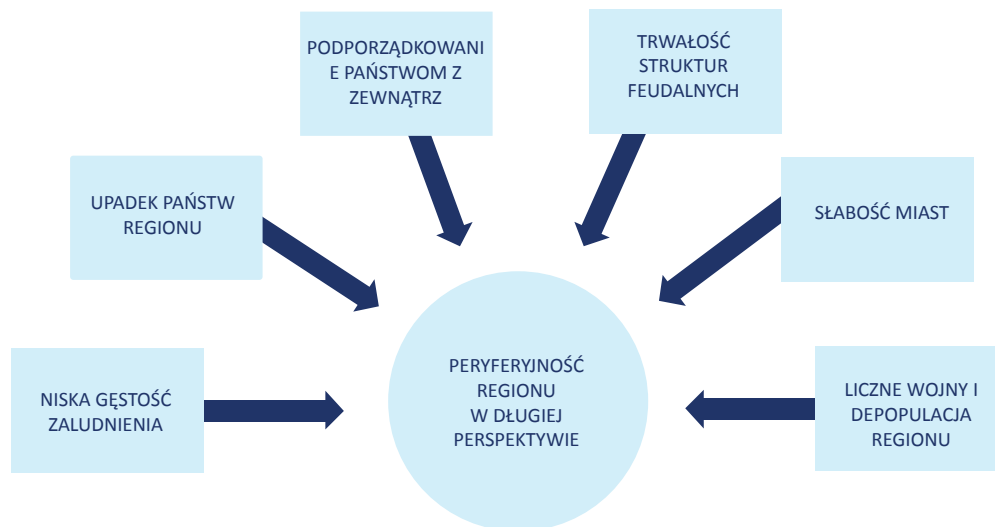 PODPORZĄDKOWANI
E PAŃSTWOM Z
ZEWNĄTRZ
TRWAŁOŚĆ
STRUKTUR
FEUDALNYCH
UPADEK PAŃSTW
REGIONU
SŁABOŚĆ MIAST
NISKA GĘSTOŚĆ
ZALUDNIENIA
PERYFERYJNOŚĆ
REGIONU
W DŁUGIEJ
PERSPEKTYWIE
LICZNE WOJNY I
DEPOPULACJA
REGIONU